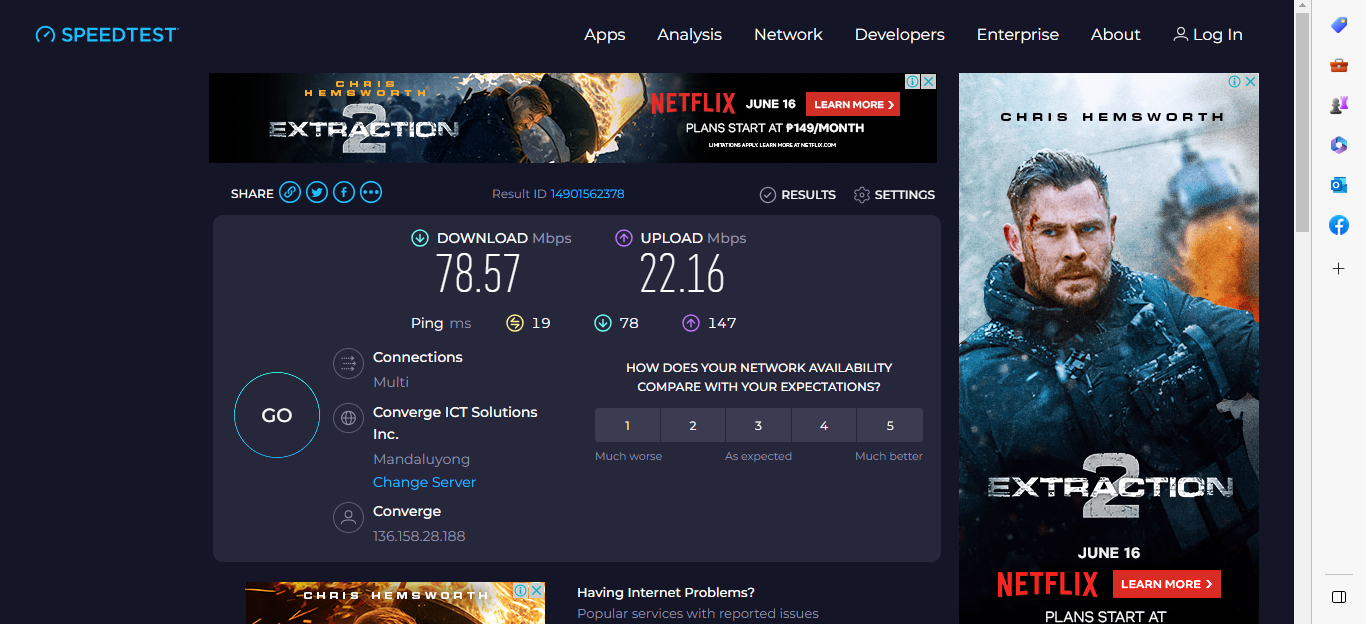 SPEEDTEST
Apps
Analysis
Network
Developers
Enterprise
About
Log In
CHRIS
HEMSWORTH
EXTRACTION
2
NETFLIX JUNE 16 LEARN MORE >
PLANS START AT ₱149/MONTH
LIMITATIONS APPLY. LEARN MORE AT NETFLIX.COM
SHARE
Result ID 14901562378
RESULTS
SETTINGS
DOWNLOAD Mbps
78.57
UPLOAD Mbps
22.16
Ping ms 19 78 147
GO
Connections
Multi
Converge ICT Solutions
Inc.
Mandaluyong
Change Server
Converge
136.158.28.188
HOW DOES YOUR NETWORK AVAILABILITY
COMPARE WITH YOUR EXPECTATIONS?
1 2 3 4 5
Much worse As expected Much better
CHRIS HEMSWORTH
Having Internet Problems?
Popular services with reported issues
CHRIS HEMSWORTH
EXTRACTION
2
JUNE 16
NETFLIX LEARN MORE >
PLANS START AT